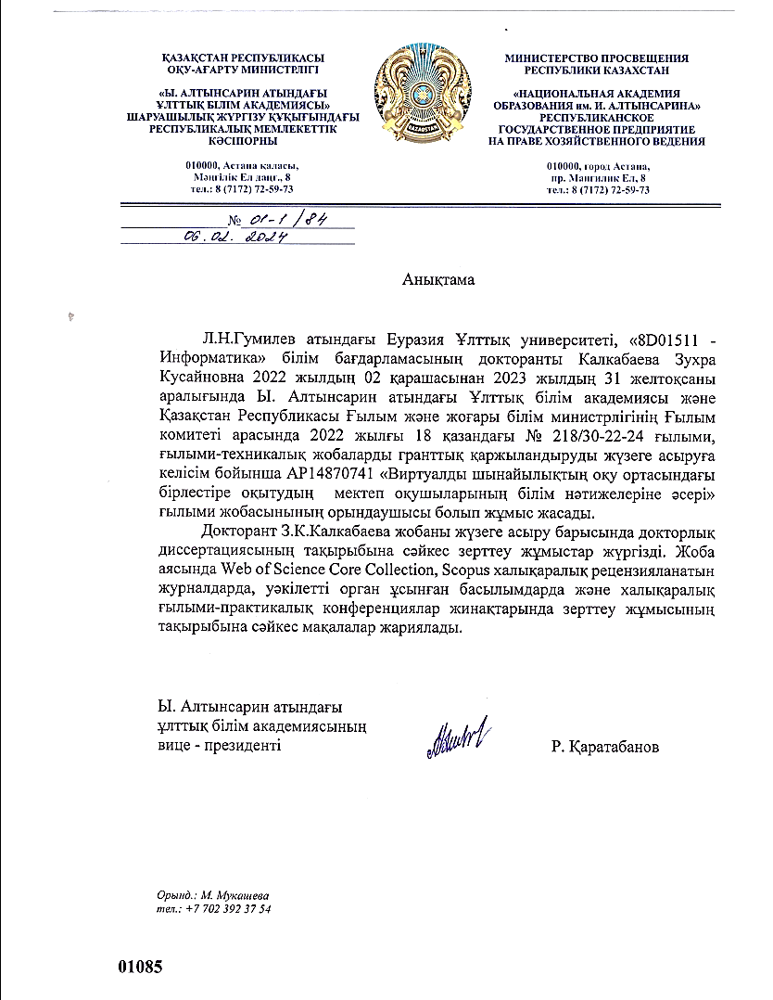 ҚАЗАҚСТАН РЕСПУБЛИКАСЫ
ОҚУ-АҒАРТУ МИНИСТРЛІГІ
«Ы. АЛТЫНСАРИН АТЫНДАҒЫ
ҰЛТТЫҚ БІЛІМ АКАДЕМИЯСЫ»
ШАРУАШЫЛЫҚ ЖҮРГІЗУ ҚҰҚЫҒЫНДАҒЫ
РЕСПУБЛИКАЛЫҚ МЕМЛЕКЕТТІК
КӘСІПОРНЫ
010000, Астана қаласы,
Мәңгілік Ел даңғ., 8
тел.: 8 (7172) 72-59-73
QAZAQSTAN
МИНИСТЕРСТВО ПРОСВЕЩЕНИЯ
РЕСПУБЛИКИ КАЗАХСТАН
«НАЦИОНАЛЬНАЯ АКАДЕМИЯ
ОБРАЗОВАНИЯ им. И. АЛТЫНСАРИНА»
РЕСПУБЛИКАНСКОЕ
ГОСУДАРСТВЕННОЕ ПРЕДПРИЯТИЕ
НА ПРАВЕ ХОЗЯЙСТВЕННОГО ВЕДЕНИЯ
010000, город Астана,
пр. Мангилик Ел, 8
тел.: 8 (7172) 72-59-73
№ 01-1/84
06.02. 2024
Анықтама
Л.Н.Гумилев атындағы Еуразия Ұлттық университеті, «8D01511 -
Информатика» білім бағдарламасының докторанты Калкабаева Зухра
Кусайновна 2022 жылдың 02 қарашасынан 2023 жылдың 31 желтоқсаны
аралығында Ы. Алтынсарин атындағы Ұлттық білім академиясы және
Қазақстан Республикасы Ғылым және жоғары білім министрлігінің Ғылым
комитеті арасында 2022 жылғы 18 қазандағы № 218/30-22-24 ғылыми,
ғылыми-техникалық жобаларды гранттық қаржыландыруды жүзеге асыруға
келісім бойынша АР14870741 «Виртуалды шынайылықтың оқу ортасындағы
бірлестіре оқытудың мектеп оқушыларының білім нәтижелеріне әсері»
ғылыми жобасынының орындаушысы болып жұмыс жасады.
Докторант З.К.Калкабаева жобаны жүзеге асыру барысында докторлық
диссертациясының тақырыбына сәйкес зерттеу жұмыстар жүргізді. Жоба
аясында Web of Science Core Collection, Scopus халықаралық рецензияланатын
журналдарда, уәкілетті орган ұсынған басылымдарда және халықаралық
ғылыми-практикалық конференциялар жинақтарында зерттеу жұмысының
тақырыбына сәйкес мақалалар жариялады.
Ы. Алтынсарин атындағы
ұлттық білім академиясының
вице - президенті
Р. Қаратабанов
Орынд.: М. Мукашева
тел.: +7 702 392 37 54
01085